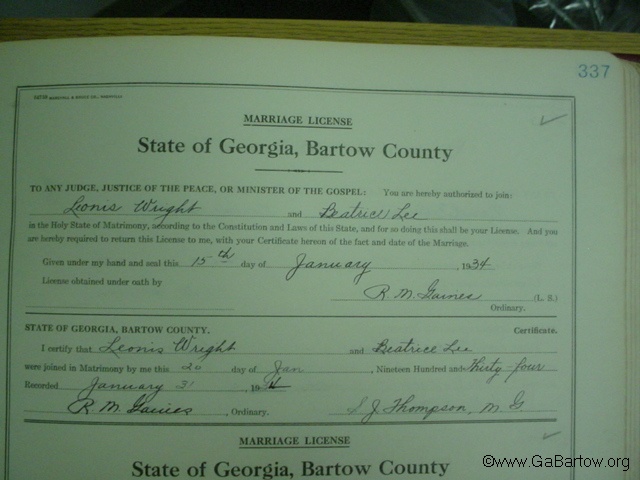 337
MARRIAGE LICENSE
State of Georgia, Bartow County
TO ANY JUDGE, JUSTICE OF THE PEACE, OR MINISTER OF THE GOSPEL: You are hereby authorized to join:
Leonis Wright and Beatrice Lee
in the Holy State of Matrimony, according to the Constitution and Laws of this State, and for so doing this shall be your License. And you
are hereby required to return this License to me, with your Certificate hereon of the fact and date of the Marriage.
Given under my hand and seal this 15th day of January, 1934
License obtained under oath by
R. M. Gaines (L. S.)
Ordinary.
STATE OF GEORGIA, BARTOW COUNTY. Certificate.
I certify that Leonis Wright and Beatrice Lee
were joined in Matrimony by me this 20 day of Jan, Nineteen Hundred and Thirty-four
Recorded January 31, 19
R. M. Gaines, Ordinary. S. J. Thompson, M. G.
MARRIAGE LICENSE
State of Georgia, Bartow County
©www.GaBartow.org